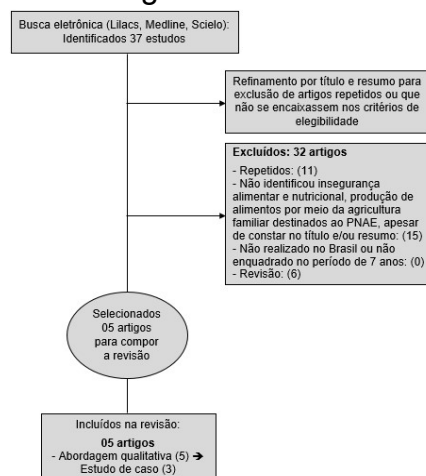 Busca eletrônica (Lilacs, Medline, Scielo):
Identificados 37 estudos
Refinamento por título e resumo para
exclusão de artigos repetidos ou que
não se encaixassem nos critérios de
elegibilidade
Excluídos: 32 artigos
- Repetidos: (11)
- Não identificou insegurança
alimentar e nutricional, produção de
alimentos por meio da agricultura
familiar destinados ao PNAE, apesar
de constar no título e/ou resumo: (15)
- Não realizado no Brasil ou não
enquadrado no período de 7 anos: (0)
- Revisão: (6)
Selecionados
05 artigos
para compor
a revisão
Incluídos na revisão:
05 artigos
- Abordagem qualitativa (5) ➔
Estudo de caso (3)